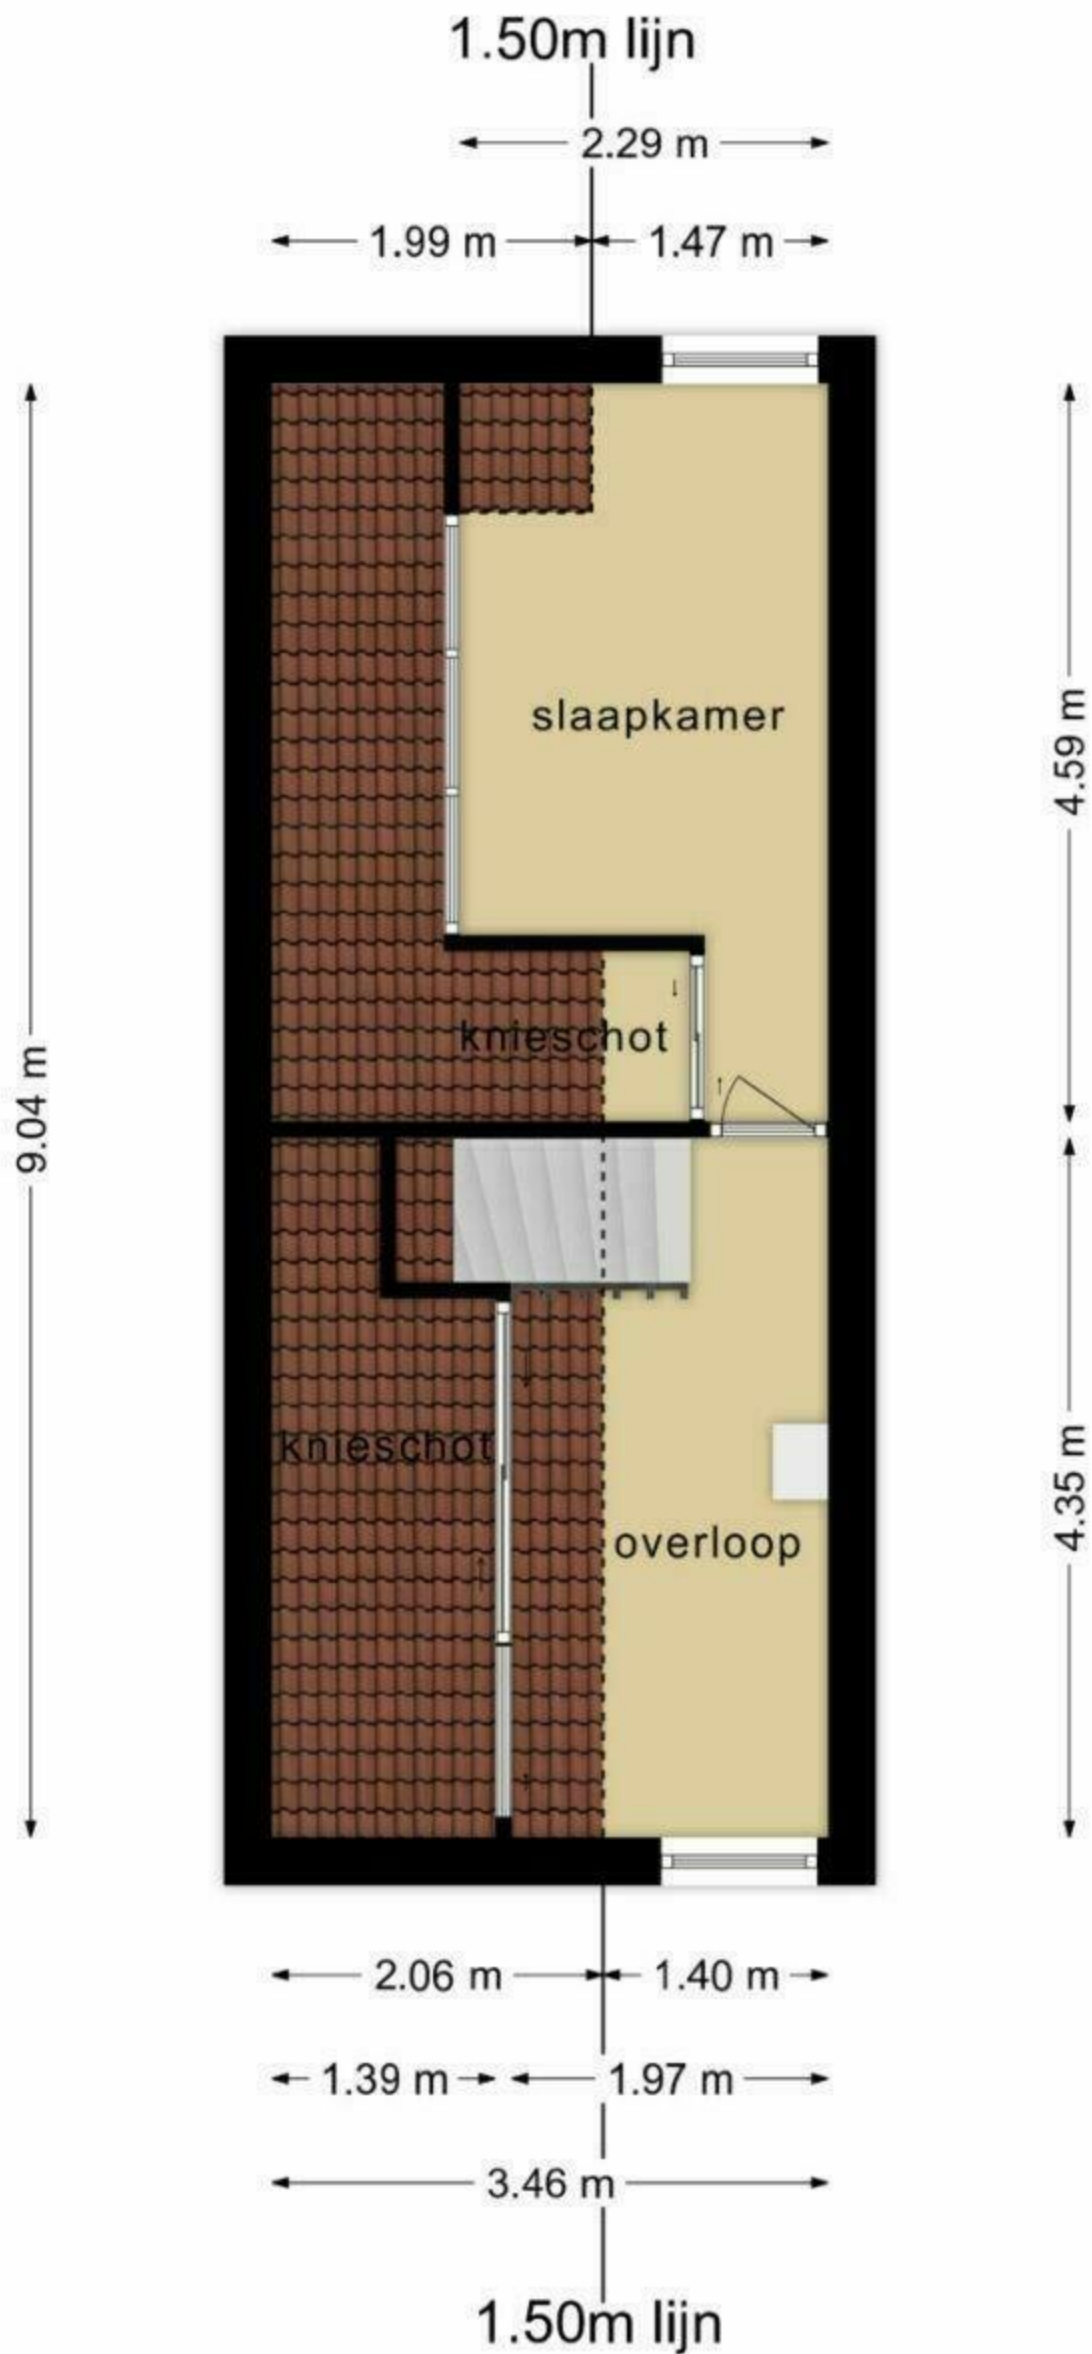 1.50m lijn
2.29 m
1.99 m
1.47 m
slaapkamer
4.59 m
knieschot
9.04 m
knieschot
overloop
4.35 m
2.06 m
1.40 m
1.39 m
1.97 m
3.46 m
1.50m lijn